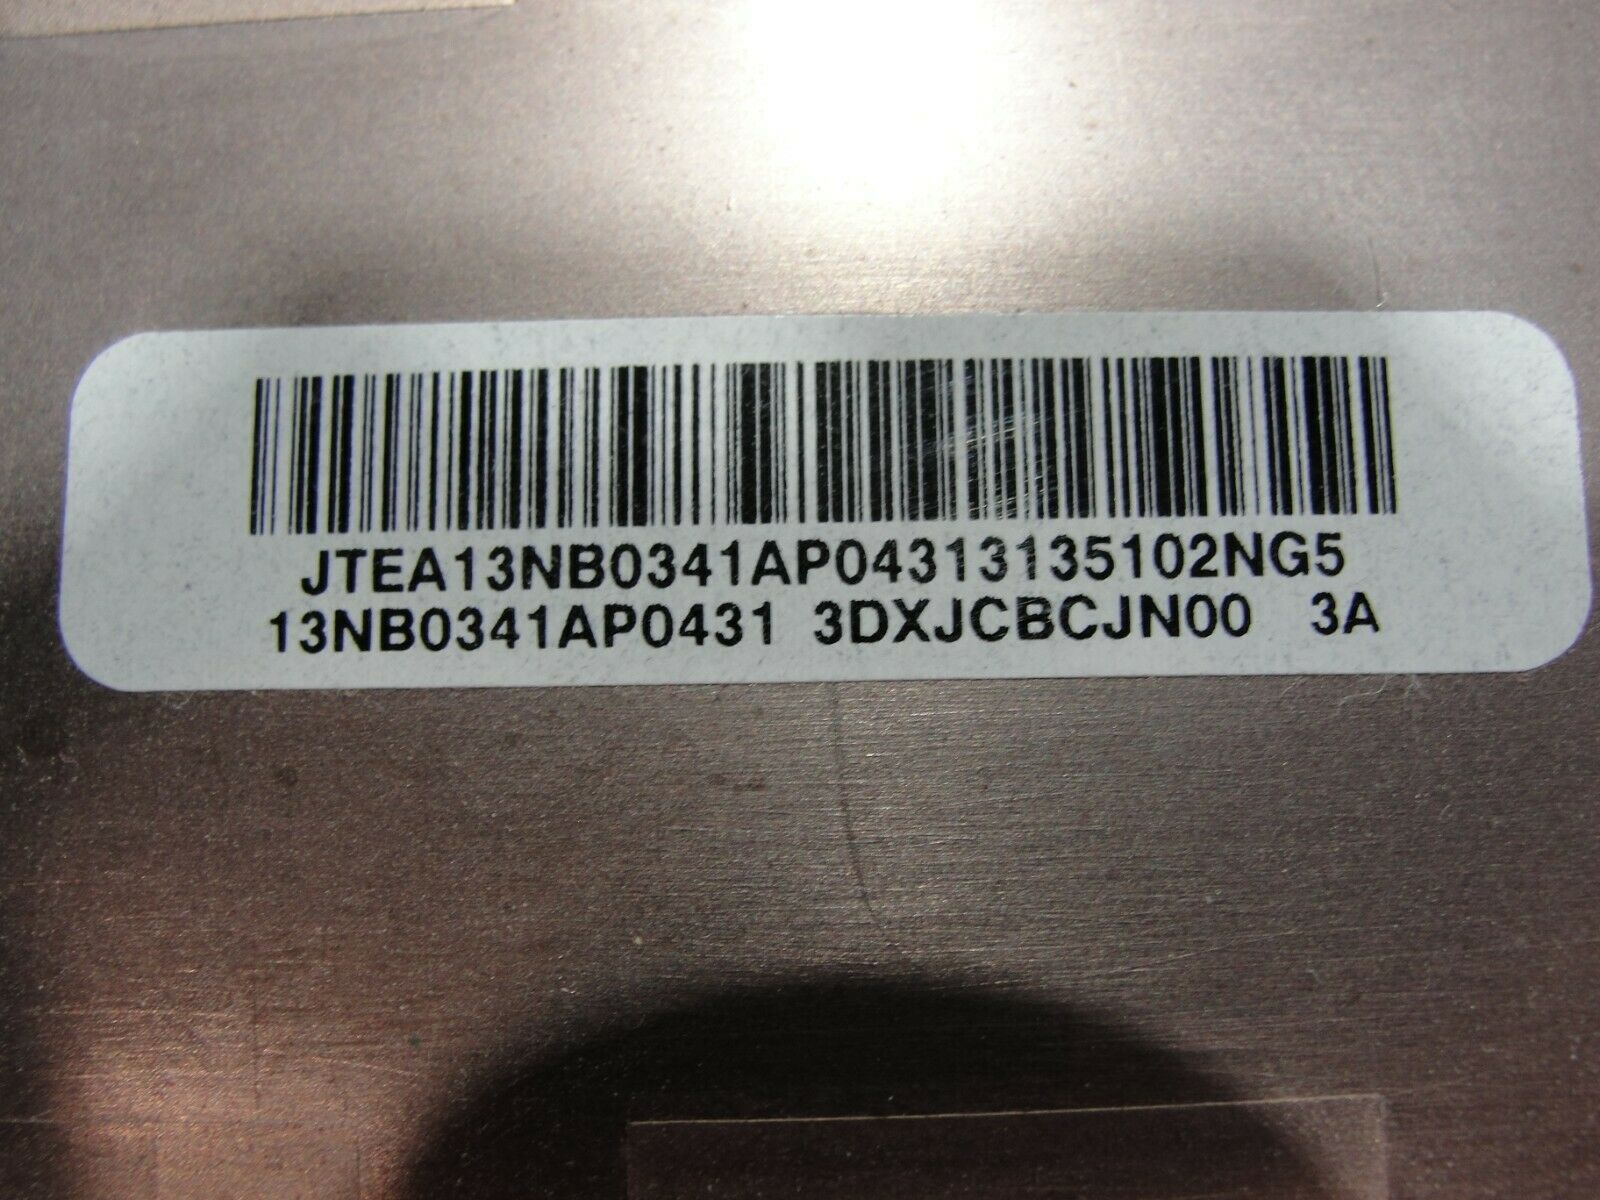 JTEA13NB0341AP04313135102NG5
13NB0341AP0431 3DXJCBCJN00 3A